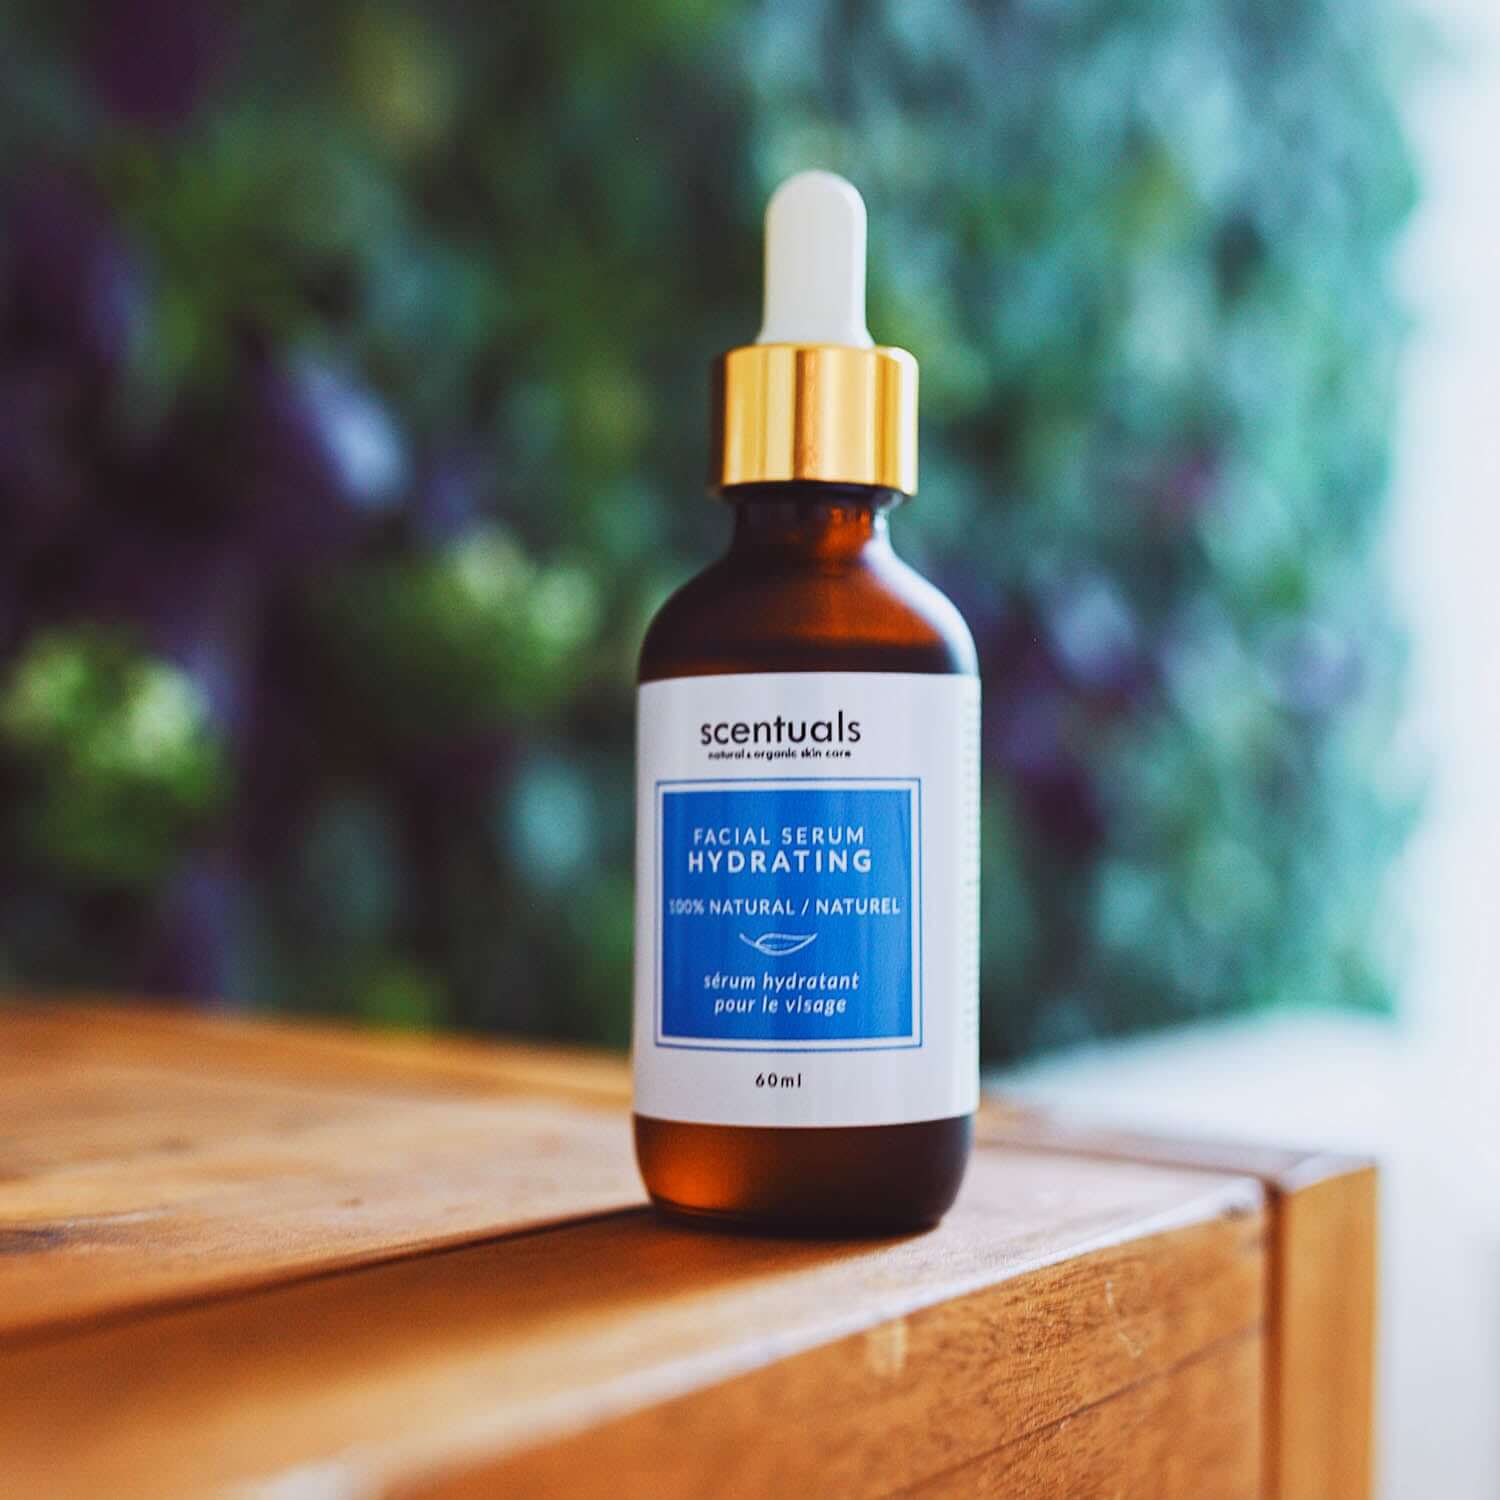 scentuals
natural & organic skin care
FACIAL SERUM
HYDRATING
100% NATURAL / NATUREL
sérum hydratant
pour le visage
60ml